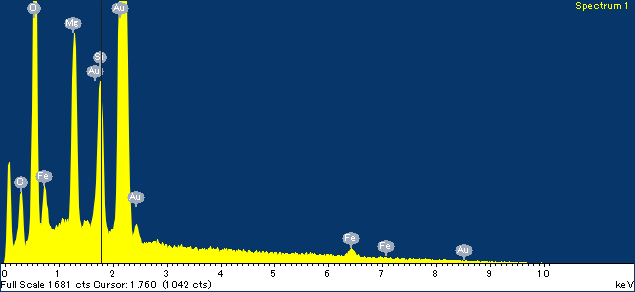 Spectrum 1
O Au
Mg
Si
Au
Fe
Au
Fe
Fe
Au
0 1 2 3 4 5 6 7 8 9 10
Full Scale 1681 cts Cursor: 1.760 (1042 cts) keV